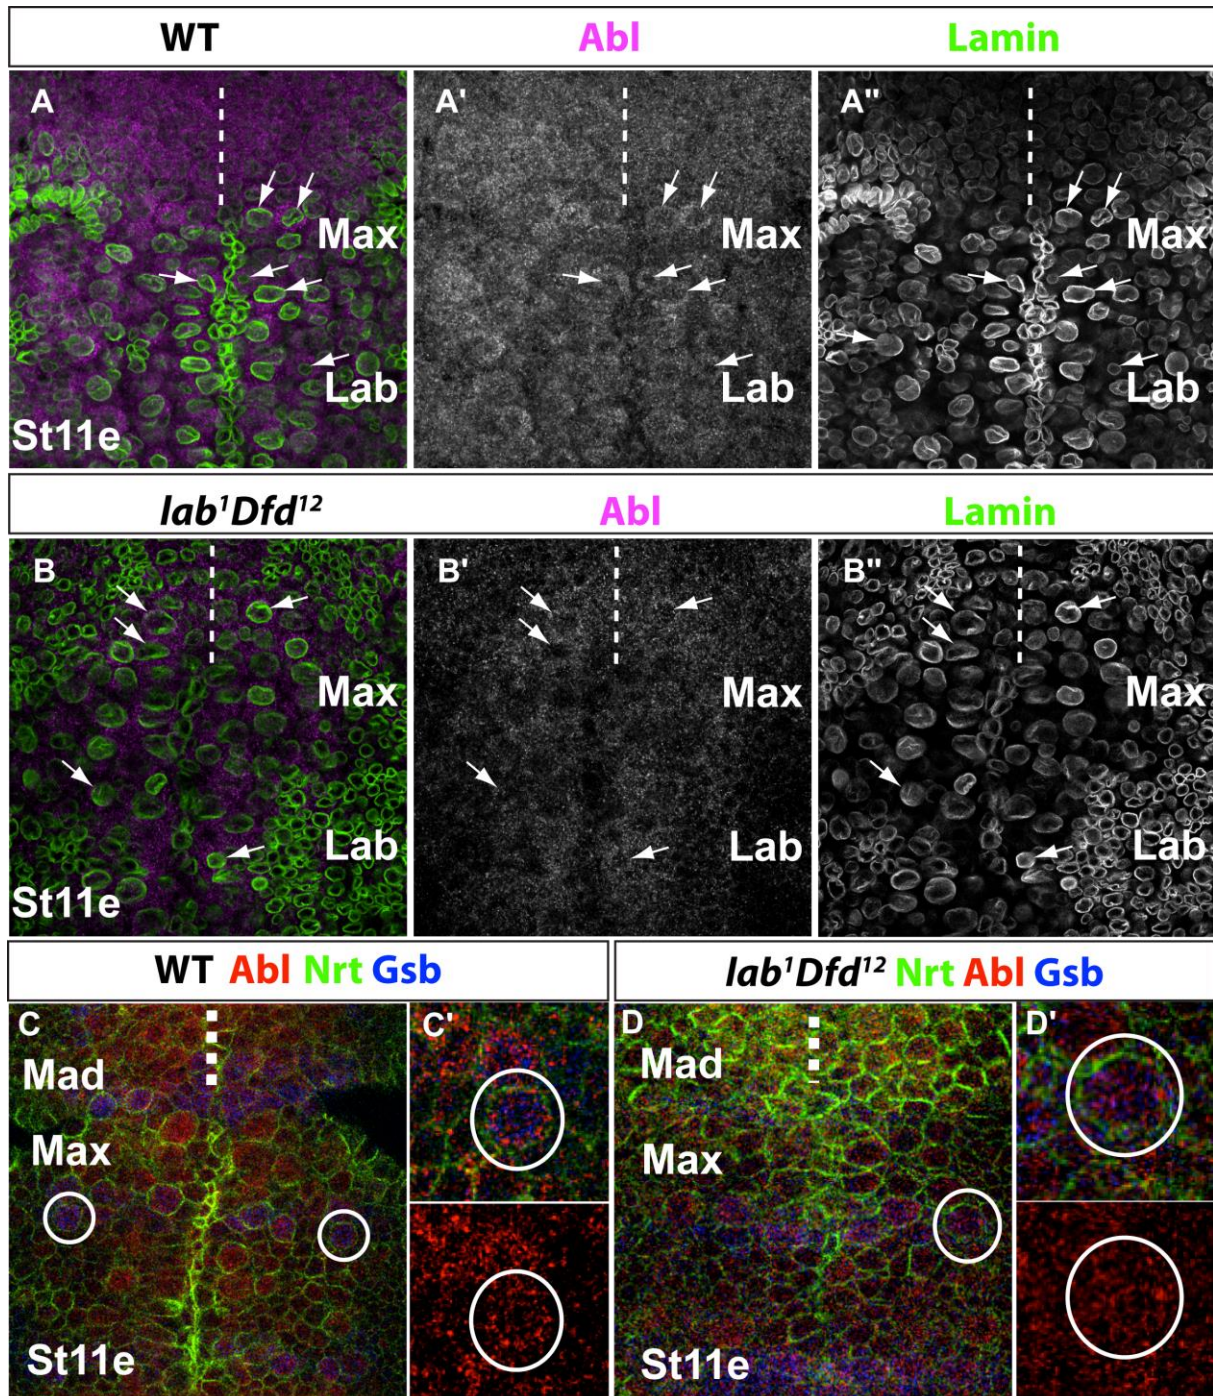 WT Abl Lamin
A A' A"
Max Max Max
Lab Lab Lab
St11e
lab¹Dfd¹² Abl Lamin
B B' B"
Max Max Max
Lab Lab Lab
St11e
WT Abl Nrt Gsb lab¹Dfd¹² Nrt Abl Gsb
C C' D D'
Mad Mad
Max Max
St11e St11e